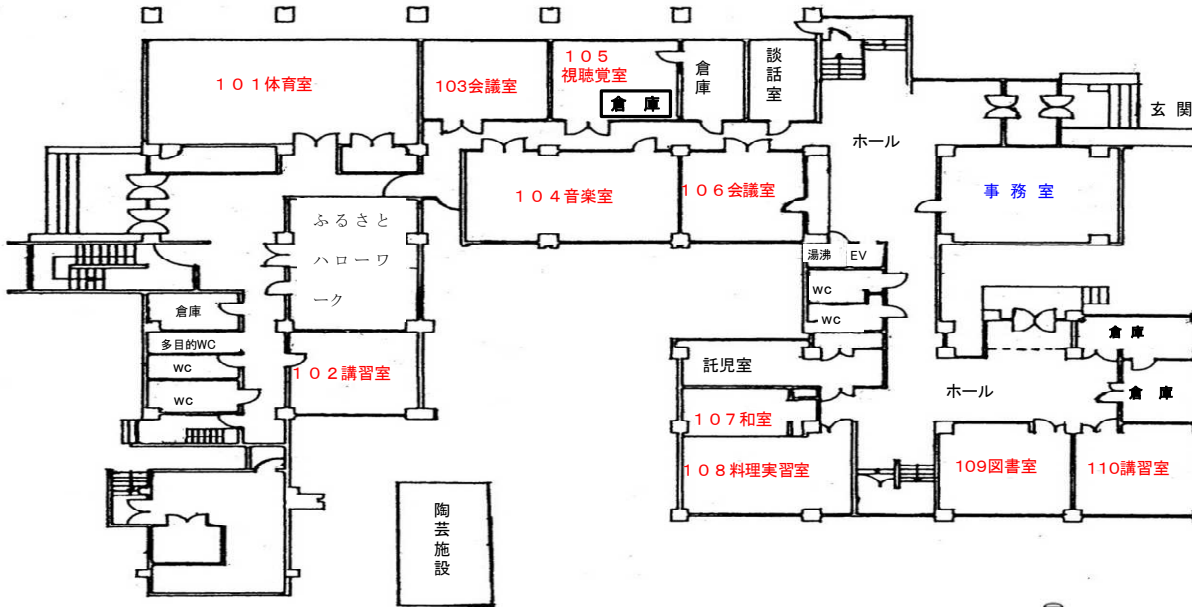 101体育室
103会議室
105
視聴覚室
倉 庫
倉庫
談話室
ホール
玄 関
104音楽室
106会議室
事 務 室
ふるさと
ハローワ
ーク
湯沸
EV
WC
WC
倉庫
多目的WC
WC
WC
102講習室
託児室
107和室
108料理実習室
ホール
倉 庫
倉 庫
109図書室
110講習室
陶芸施設